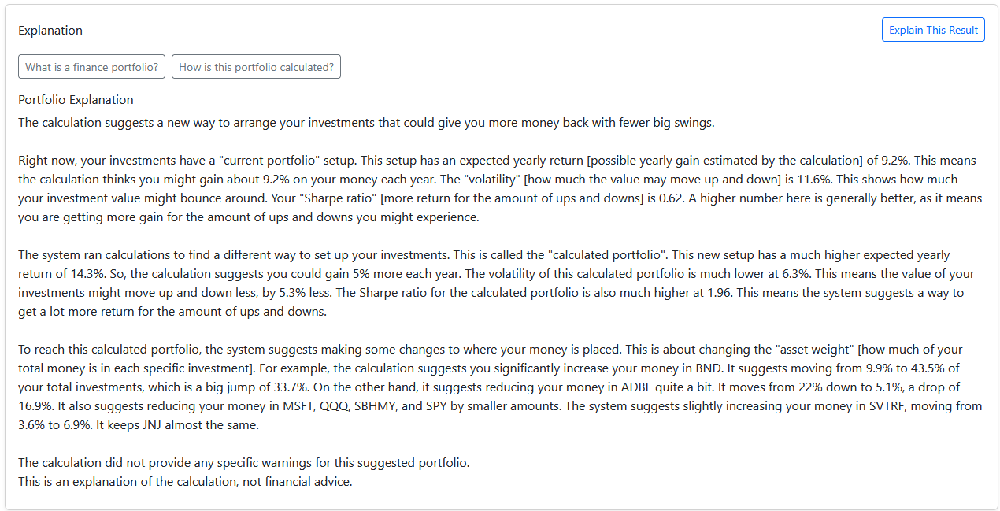 Explanation
Explain This Result
What is a finance portfolio?
How is this portfolio calculated?
Portfolio Explanation
The calculation suggests a new way to arrange your investments that could give you more money back with fewer big swings.
Right now, your investments have a "current portfolio" setup. This setup has an expected yearly return [possible yearly gain estimated by the calculation] of 9.2%. This means
the calculation thinks you might gain about 9.2% on your money each year. The "volatility" [how much the value may move up and down] is 11.6%. This shows how much
your investment value might bounce around. Your "Sharpe ratio" [more return for the amount of ups and downs] is 0.62. A higher number here is generally better, as it means
you are getting more gain for the amount of ups and downs you might experience.
The system ran calculations to find a different way to set up your investments. This is called the "calculated portfolio". This new setup has a much higher expected yearly
return of 14.3%. So, the calculation suggests you could gain 5% more each year. The volatility of this calculated portfolio is much lower at 6.3%. This means the value of your
investments might move up and down less, by 5.3% less. The Sharpe ratio for the calculated portfolio is also much higher at 1.96. This means the system suggests a way to
get a lot more return for the amount of ups and downs.
To reach this calculated portfolio, the system suggests making some changes to where your money is placed. This is about changing the "asset weight" [how much of your
total money is in each specific investment]. For example, the calculation suggests you significantly increase your money in BND. It suggests moving from 9.9% to 43.5% of
your total investments, which is a big jump of 33.7%. On the other hand, it suggests reducing your money in ADBE quite a bit. It moves from 22% down to 5.1%, a drop of
16.9%. It also suggests reducing your money in MSFT, QQQ, SBHMY, and SPY by smaller amounts. The system suggests slightly increasing your money in SVTRF, moving from
3.6% to 6.9%. It keeps JNJ almost the same.
The calculation did not provide any specific warnings for this suggested portfolio.
This is an explanation of the calculation, not financial advice.